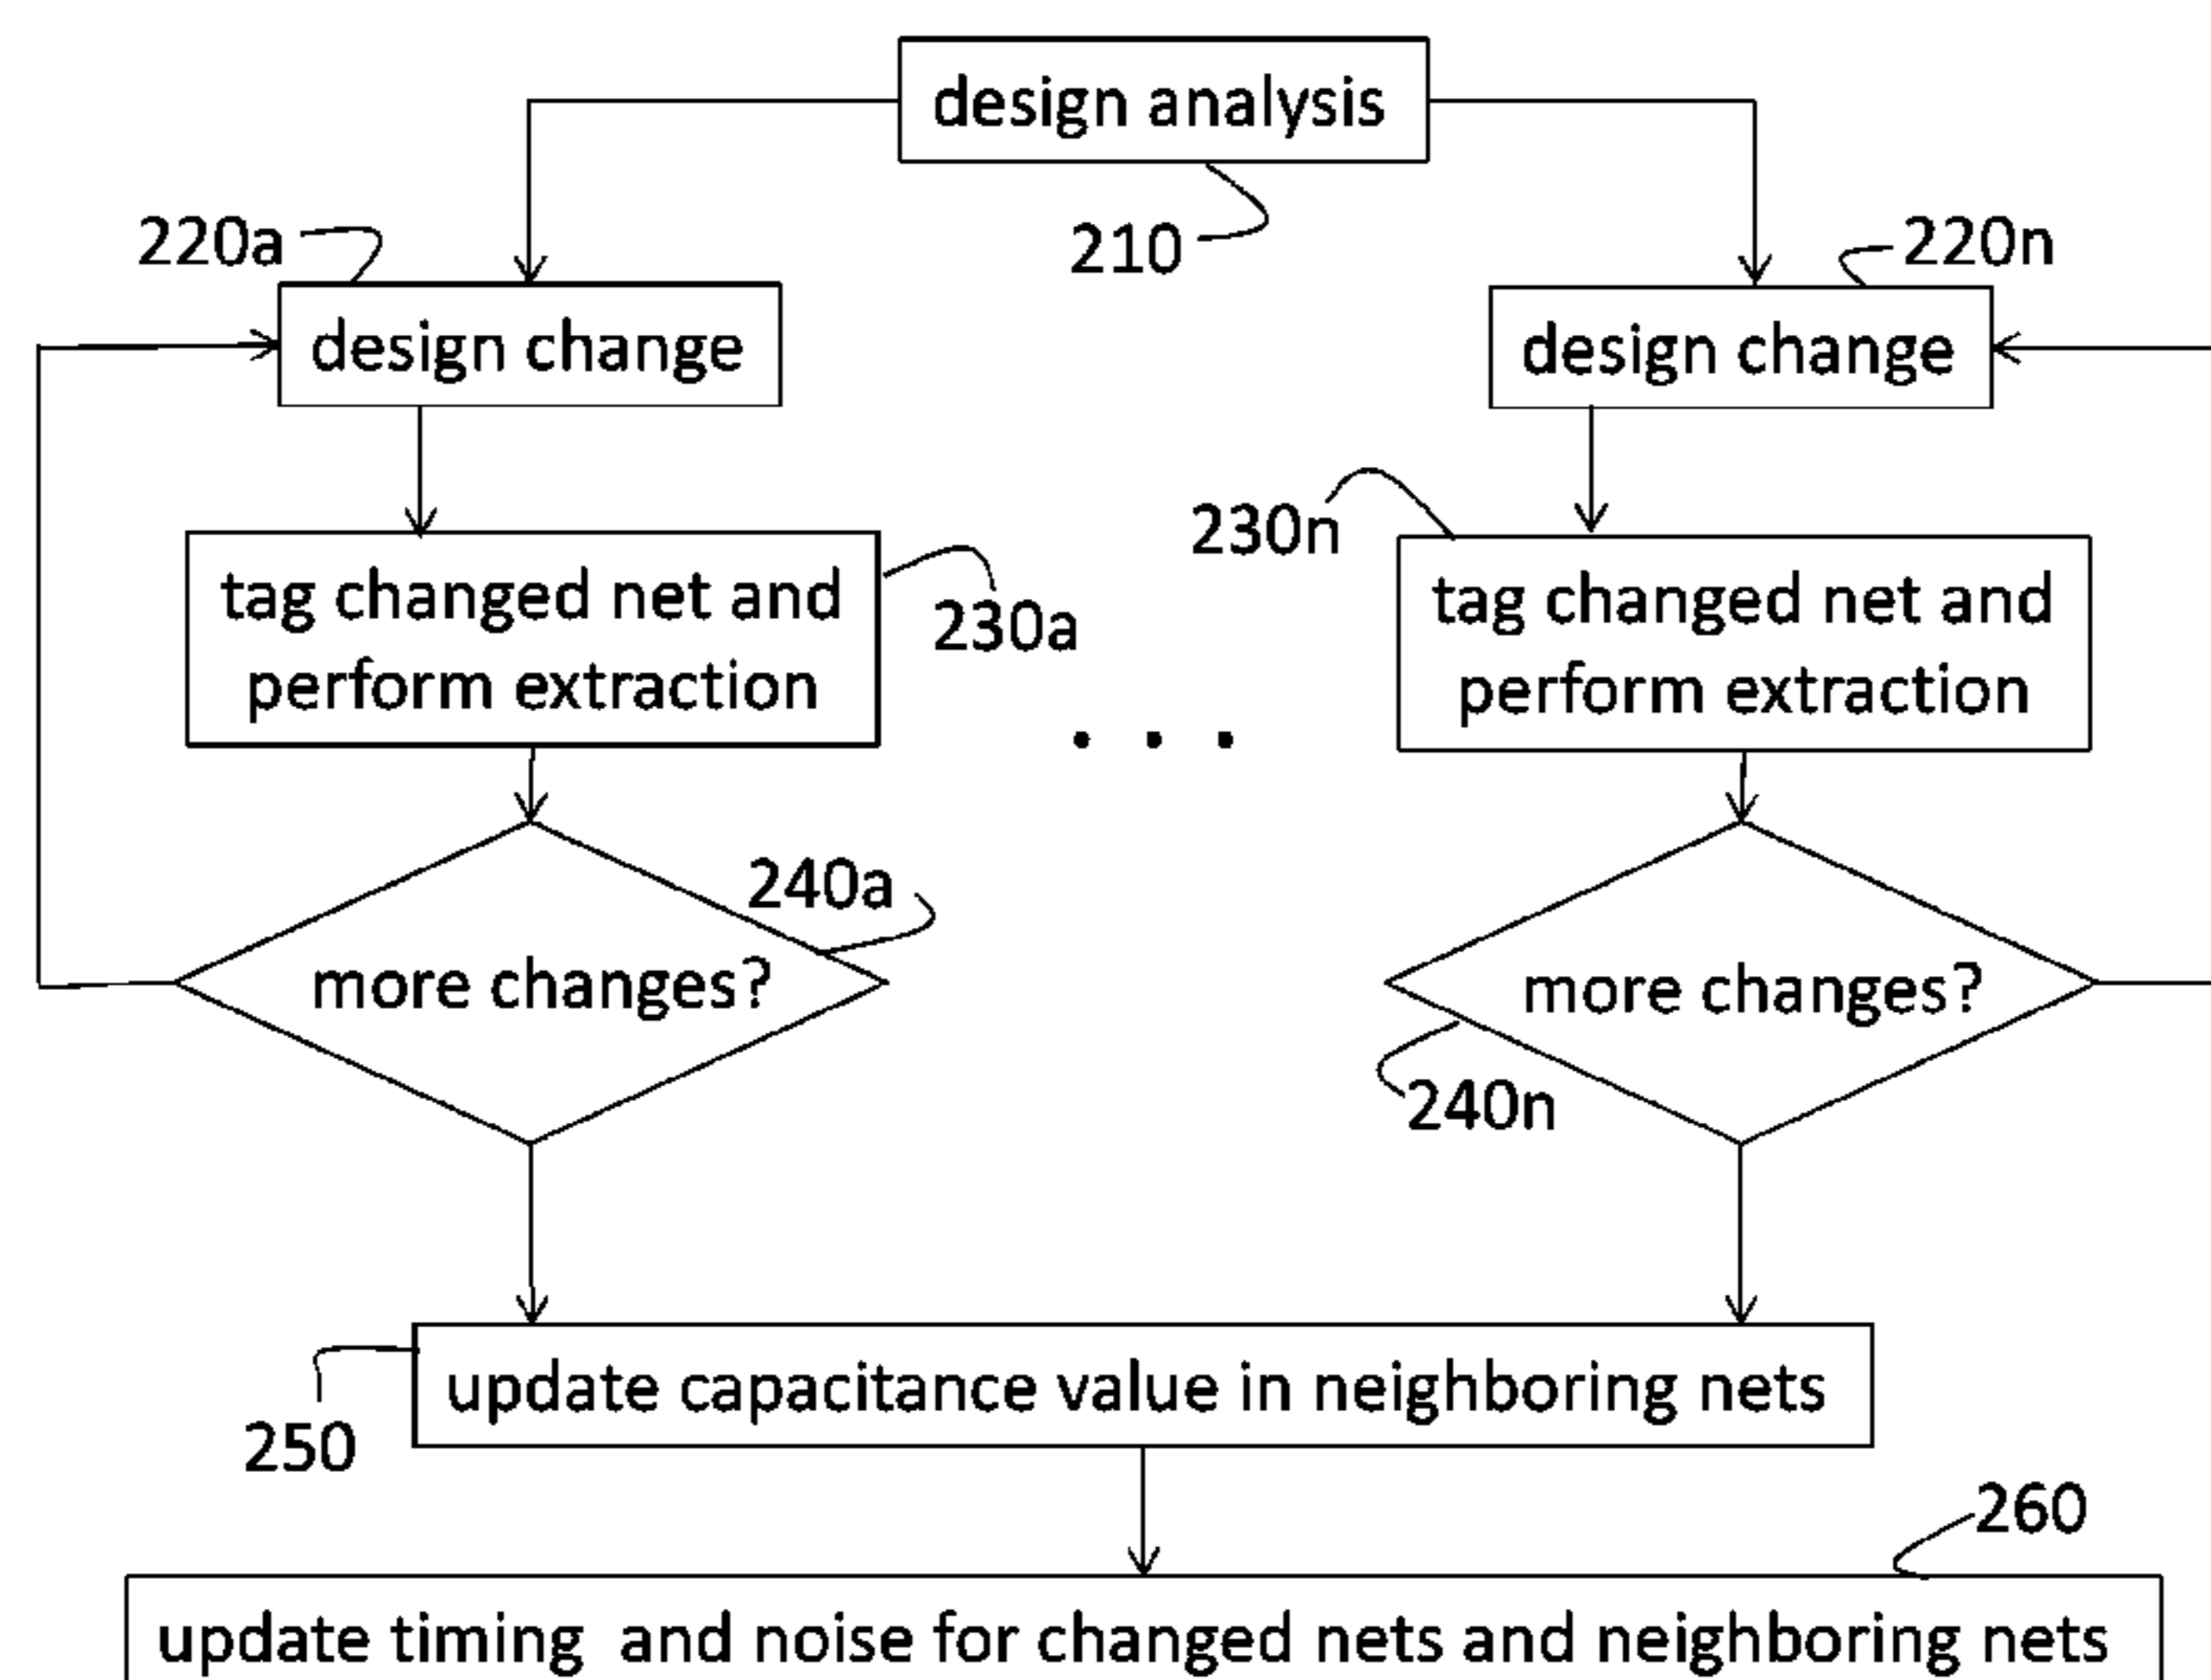 design analysis
210
220a
220n
design change
design change
230n
tag changed net and
perform extraction
230a
tag changed net and
perform extraction
. . .
240a
more changes?
more changes?
240n
update capacitance value in neighboring nets
250
260
update timing and noise for changed nets and neighboring nets